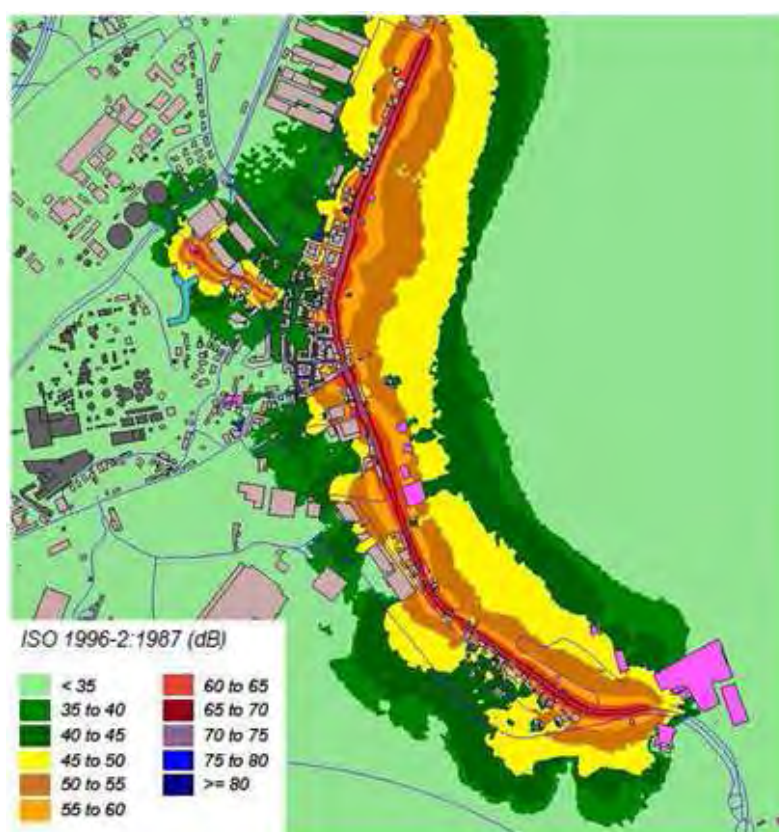 ISO 1996-2:1987 (dB)
< 35
35 to 40
40 to 45
45 to 50
50 to 55
55 to 60
60 to 65
65 to 70
70 to 75
75 to 80
>= 80